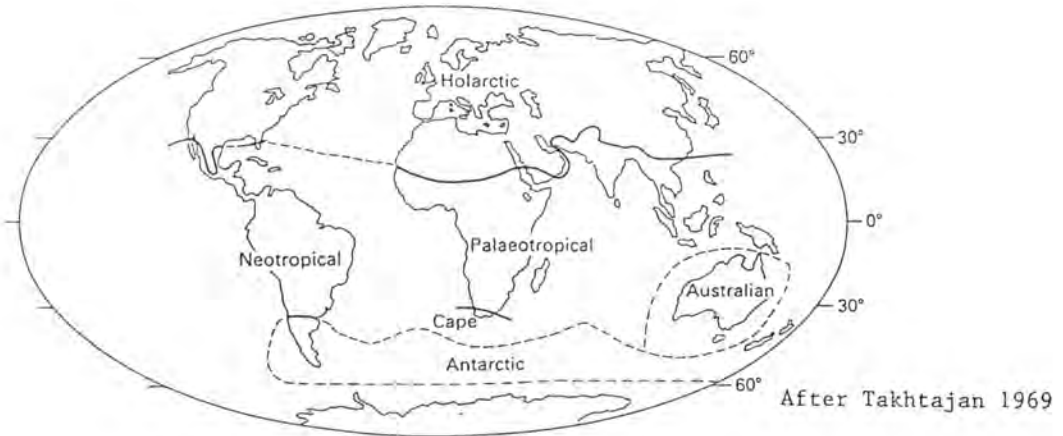 60°
Holarctic
30°
0°
Palaeotropical
Neotropical
Australian
30°
Cape
Antarctic
60°
After Takhtajan 1969